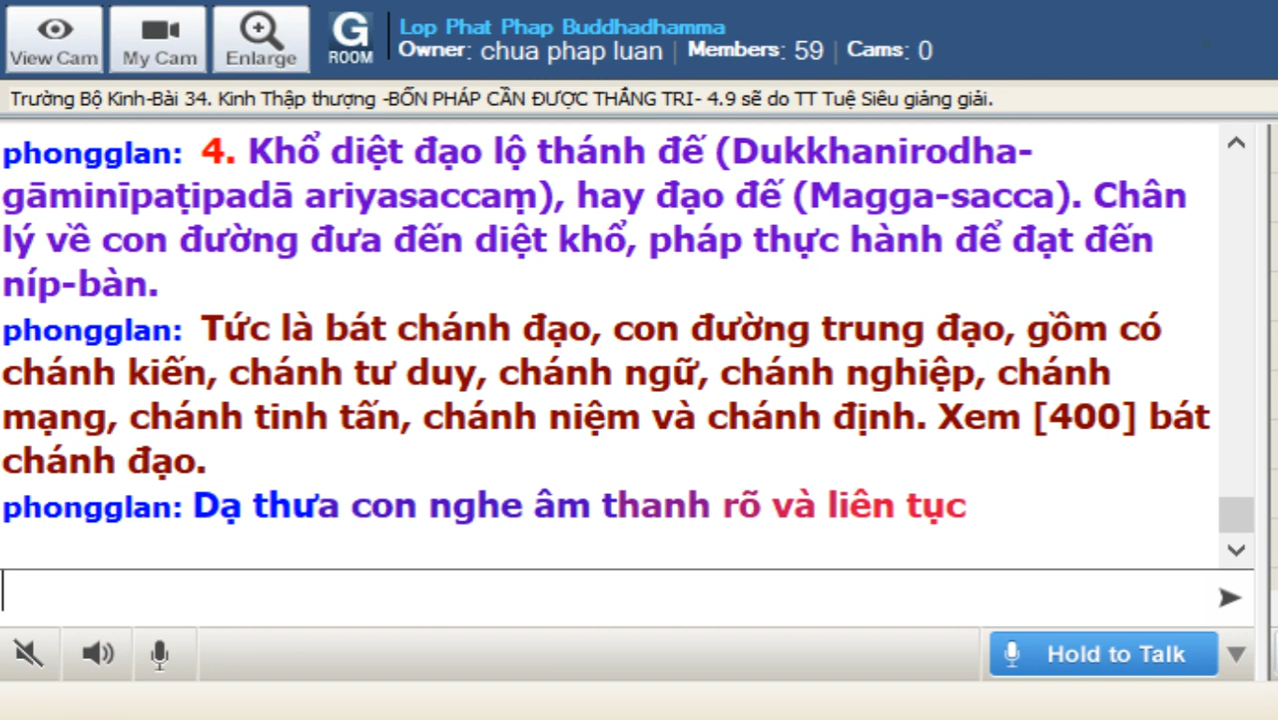 View Cam
My Cam
Enlarge
G
ROOM
Lop Phat Phap Buddhadhamma
Owner: chua phap luan | Members: 59 | Cams: 0
Trường Bộ Kinh-Bài 34. Kinh Thập thượng -BỐN PHÁP CẦN ĐƯỢC THẮNG TRI- 4.9 sẽ do TT Tuệ Siêu giảng giải.
phongglan: 4. Khổ diệt đạo lộ thánh đế (Dukkhanirodha-
gāminīpaṭipadā ariyasaccaṃ), hay đạo đế (Magga-sacca). Chân
lý về con đường đưa đến diệt khổ, pháp thực hành để đạt đến
níp-bàn.
phongglan: Tức là bát chánh đạo, con đường trung đạo, gồm có
chánh kiến, chánh tư duy, chánh ngữ, chánh nghiệp, chánh
mạng, chánh tinh tấn, chánh niệm và chánh định. Xem [400] bát
chánh đạo.
phongglan: Dạ thưa con nghe âm thanh rõ và liên tục
Hold to Talk